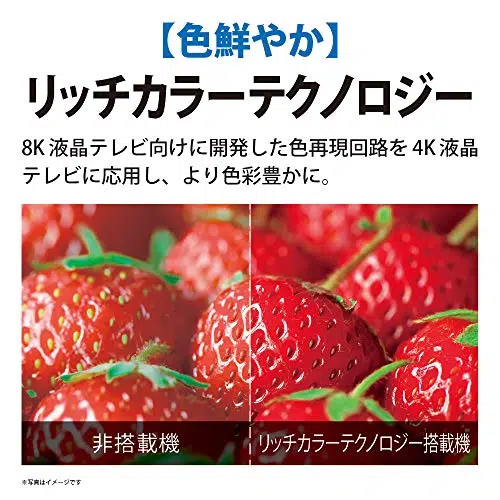 【色鮮やか】
リッチカラーテクノロジー
8K液晶テレビ向けに開発した色再現回路を4K液晶
テレビに応用し、より色彩豊かに。
非搭載機
リッチカラーテクノロジー搭載機
※写真はイメージです